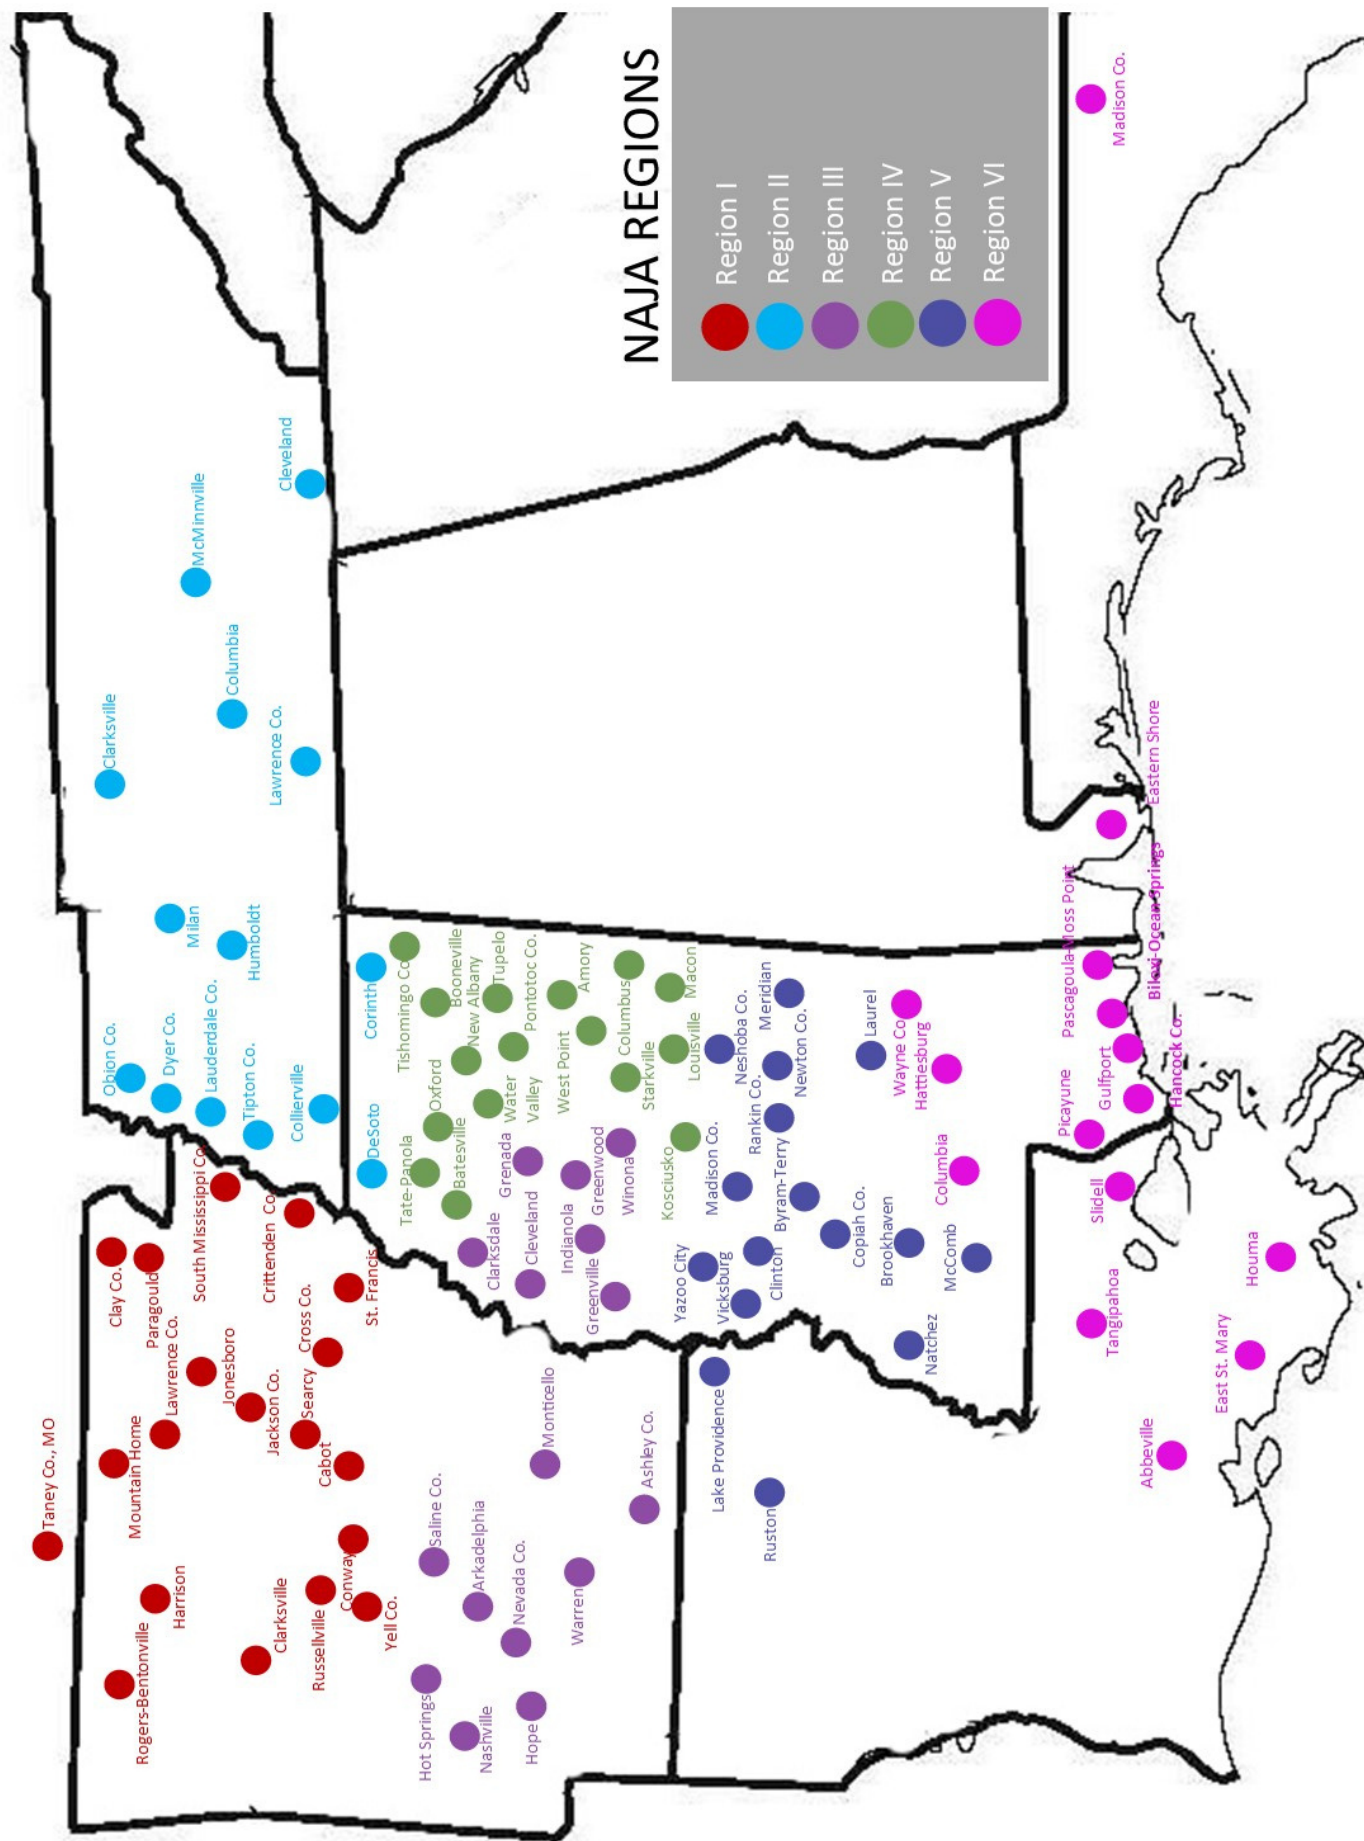 NAJA REGIONS
Region I
Region II
Region III
Region IV
Region V
Region VI
Taney Co., MO
Rogers-Bentonville
Harrison
Mountain Home
Lawrence Co.
Clay Co.
Paragould
Jonesboro
South Mississippi Co.
Jackson Co.
Crittenden Co.
Clarksville
Russellville
Conway
Yell Co.
Searcy
Cabot
Cross Co.
St. Francis
Obion Co.
Dyer Co.
Lauderdale Co.
Tipton Co.
Collierville
Milan
Humboldt
Clarksville
Columbia
Lawrence Co.
McMinnville
Cleveland
DeSoto
Corinth
Hot Springs
Nashville
Hope
Nevada Co.
Arkadelphia
Saline Co.
Warren
Monticello
Ashley Co.
Clarksdale
Cleveland
Grenada
Indianola
Greenwood
Greenville
Winona
Tishomingo Co.
Booneville
New Albany
Tupelo
Oxford
Tate-Panola
Batesville
Water
Valley
Pontotoc Co.
Amory
West Point
Columbus
Starkville
Macon
Louisville
Kosciusko
Lake Providence
Ruston
Yazoo City
Vicksburg
Clinton
Madison Co.
Rankin Co.
Byram-Terry
Copiah Co.
Brookhaven
McComb
Natchez
Neshoba Co.
Meridian
Newton Co.
Laurel
Wayne Co.
Hattiesburg
Columbia
Picayune
Gulfport
Hancock Co.
Pascagoula-Moss Point
Biloxi-Ocean Springs
Eastern Shore
Madison Co.
Slidell
Tangipahoa
Houma
East St. Mary
Abbeville